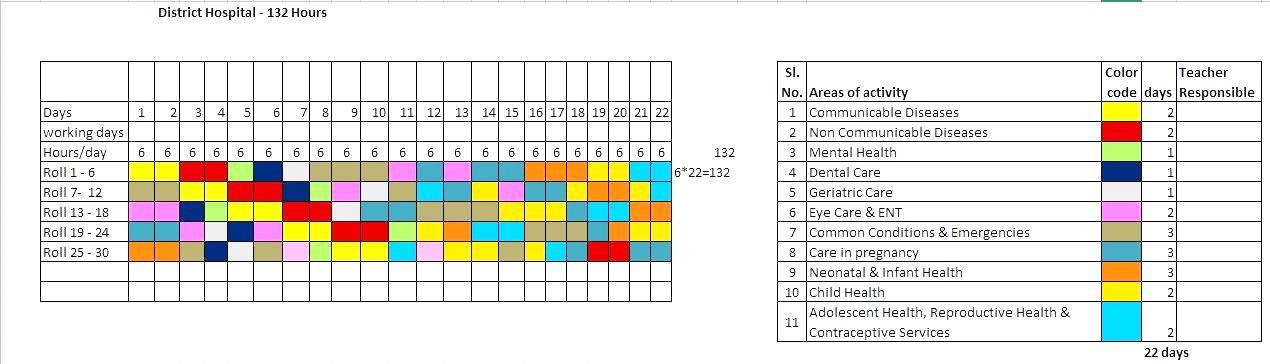 District Hospital - 132 Hours
Days 1 2 3 4 5 6 7 8 9 10 11 12 13 14 15 16 17 18 19 20 21 22
working days
Hours/day 6 6 6 6 6 6 6 6 6 6 6 6 6 6 6 6 6 6 6 6 6 6 132
Roll 1 - 6 6*22=132
Roll 7- 12
Roll 13 - 18
Roll 19 - 24
Roll 25 - 30
Sl. Color Teacher
No. Areas of activity code days Responsible
1 Communicable Diseases 2
2 Non Communicable Diseases 2
3 Mental Health 1
4 Dental Care 1
5 Geriatric Care 1
6 Eye Care & ENT 2
7 Common Conditions & Emergencies 3
8 Care in pregnancy 3
9 Neonatal & Infant Health 3
10 Child Health 2
11 Adolescent Health, Reproductive Health &
Contraceptive Services 2
22 days